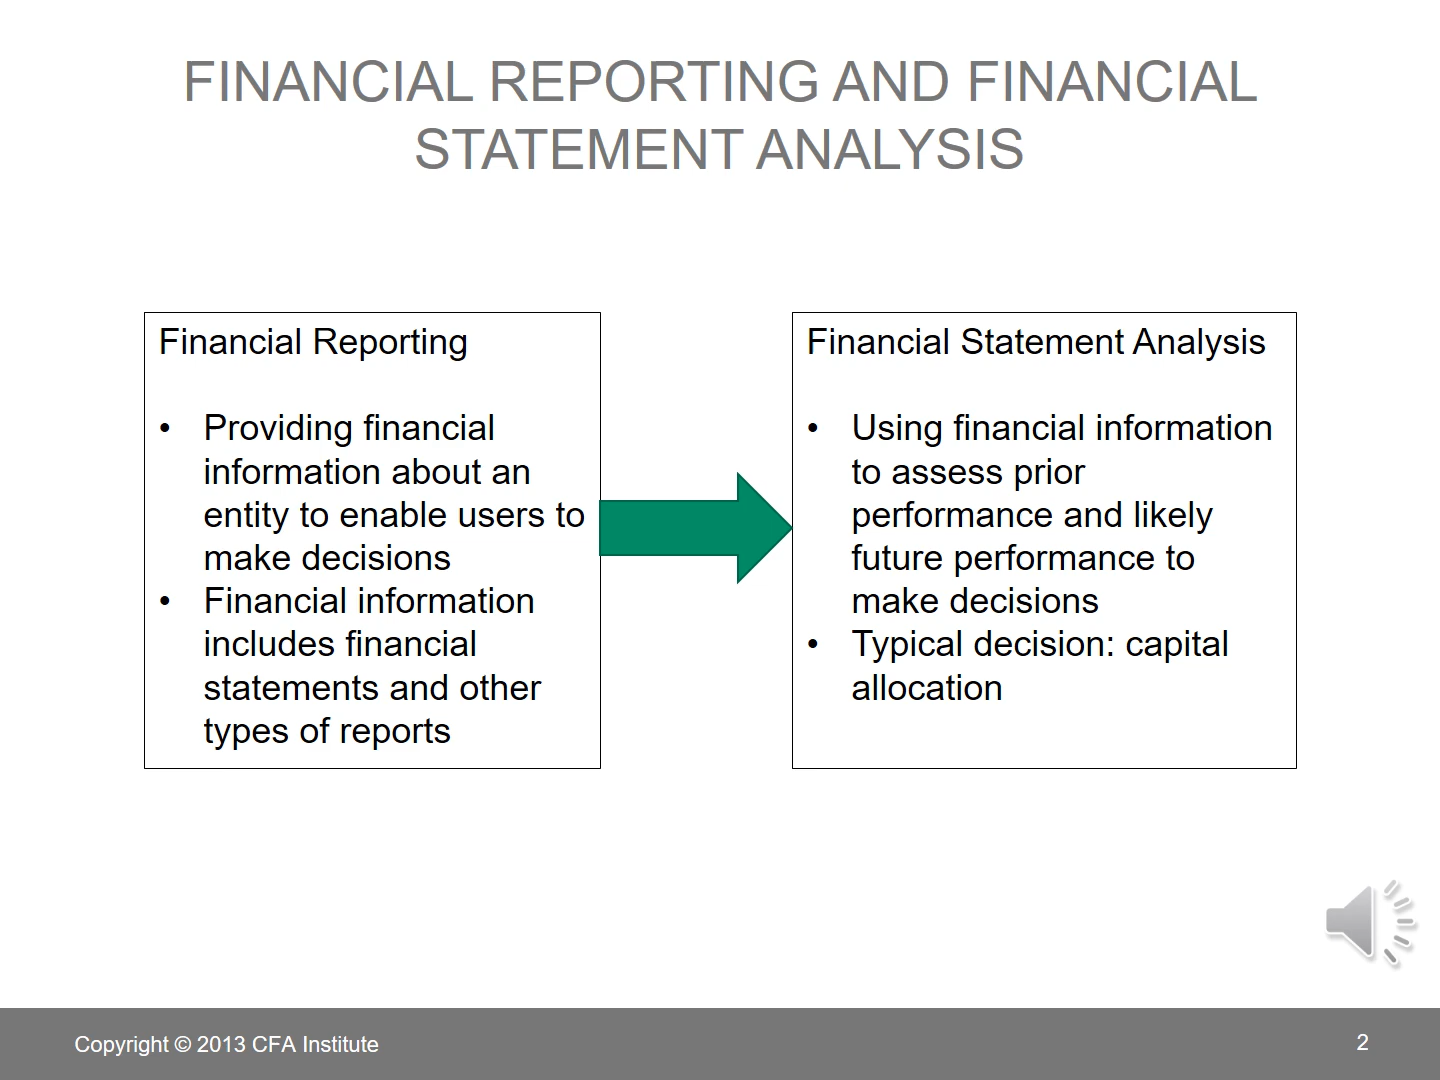 FINANCIAL REPORTING AND FINANCIAL
STATEMENT ANALYSIS
Financial Reporting
• Providing financial
information about an
entity to enable users to
make decisions
• Financial information
includes financial
statements and other
types of reports
Financial Statement Analysis
• Using financial information
to assess prior
performance and likely
future performance to
make decisions
• Typical decision: capital
allocation
Copyright © 2013 CFA Institute
2